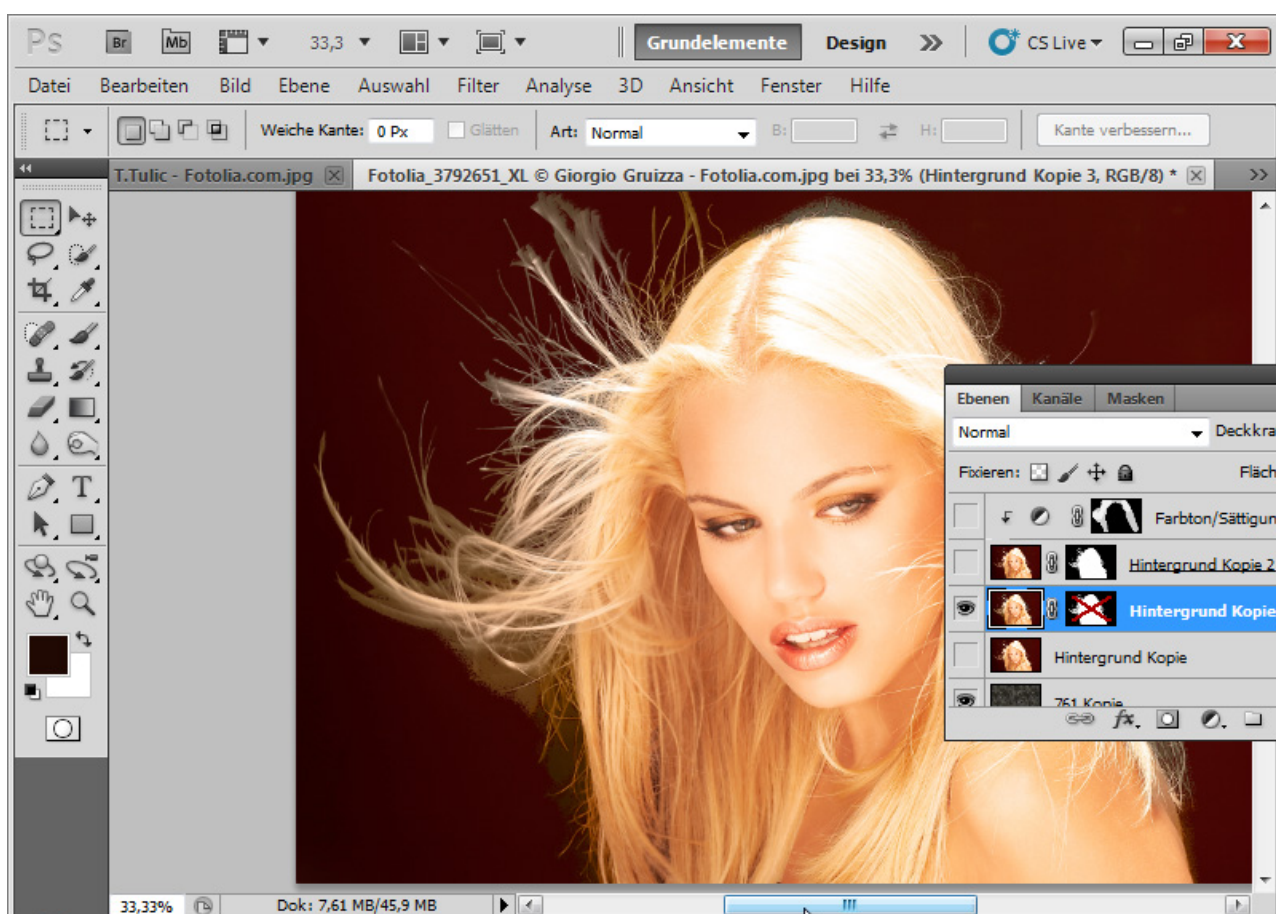 Ps Br Mb 33,3 Grundelemente Design CS Live
Datei Bearbeiten Bild Ebene Auswahl Filter Analyse 3D Ansicht Fenster Hilfe
Weiche Kante: 0 Px Glätten Art: Normal B: H: Kante verbessern...
T.Tulic - Fotolia.com.jpg Fotolia_3792651_XL © Giorgio Gruizza - Fotolia.com.jpg bei 33,3% (Hintergrund Kopie 3, RGB/8) *
Ebenen Kanäle Masken
Normal Deckkra
Fixieren: Fläch
Farbton/Sättigun
Hintergrund Kopie 2
Hintergrund Kopie
Hintergrund Kopie
761 Kopie
fx.
33,33% Dok: 7,61 MB/45,9 MB